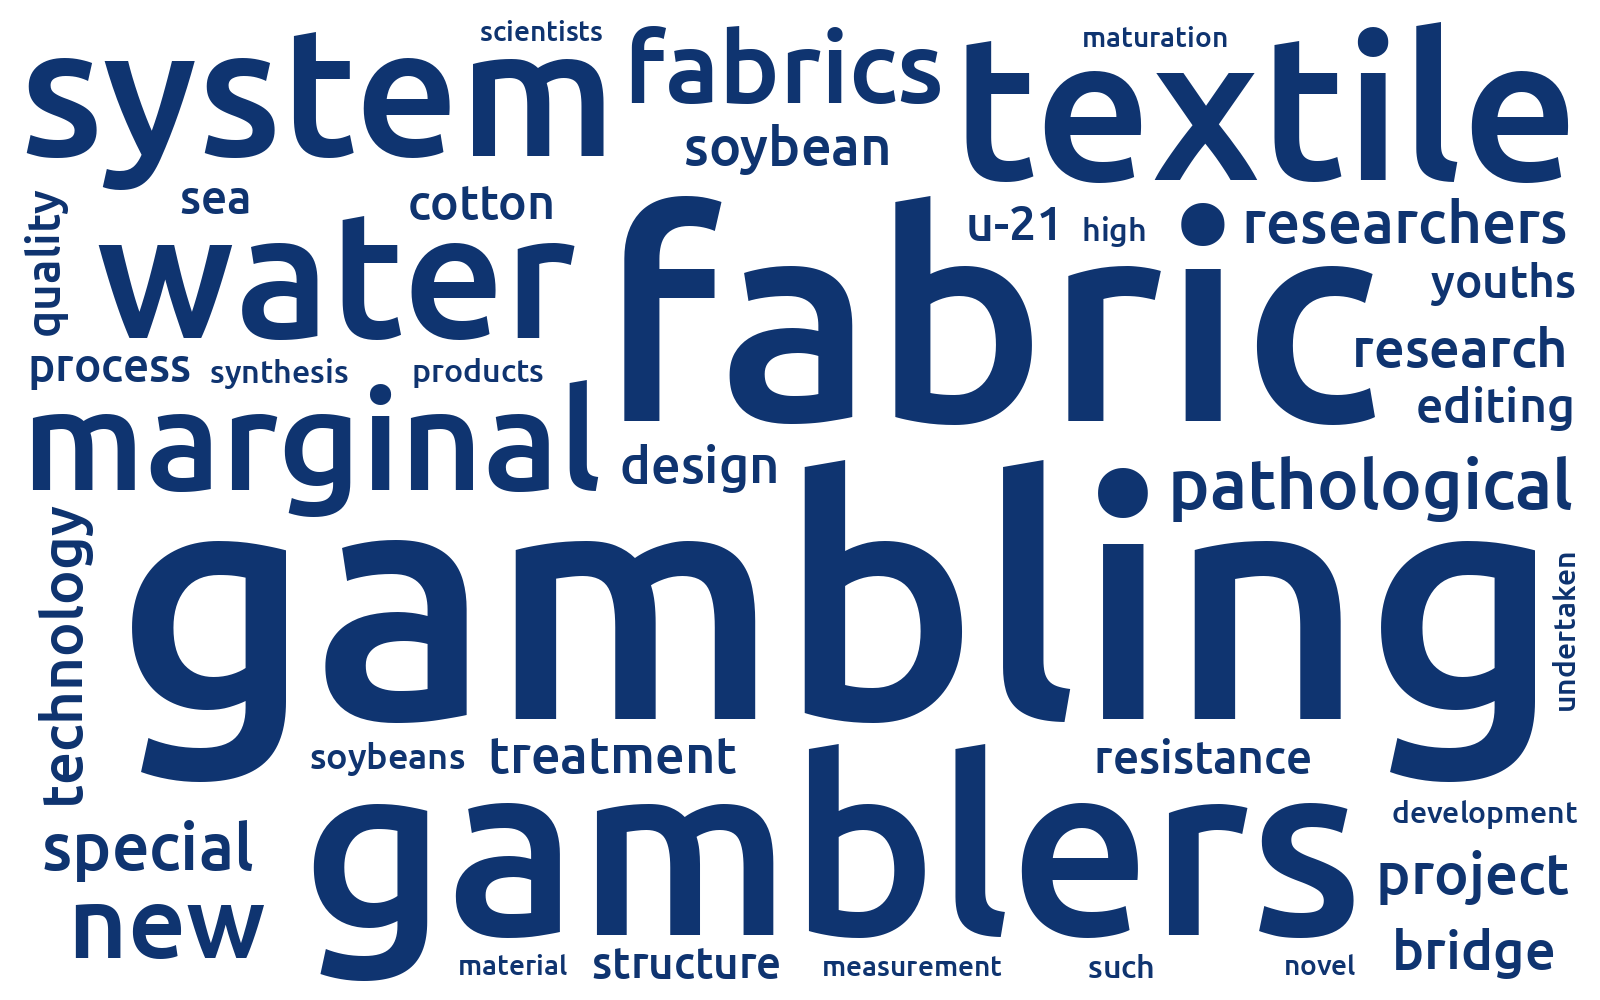 scientists
system
fabrics
maturation
textile
soybean
sea
cotton
quality
water
fabric
u-21
high
researchers
youths
process
synthesis
products
research
editing
marginal
design
pathological
technology
gambling
undertaken
soybeans
treatment
resistance
special
gamblers
development
project
new
bridge
material
structure
measurement
such
novel